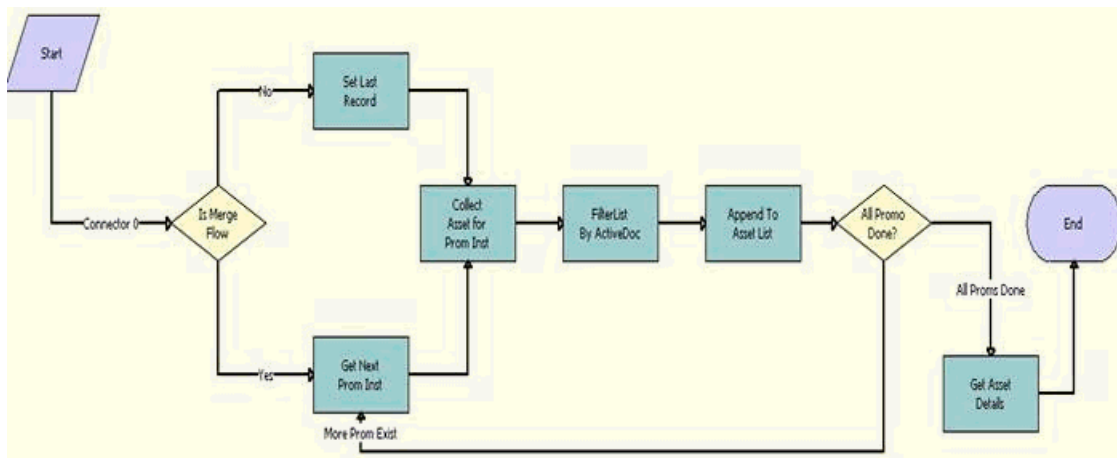 Start
Connector 0
Is Merge
Flow
No
Set Last
Record
Yes
Get Next
Prom Inst
Collect
Asset for
Prom Inst
FilterList
By ActiveDoc
Append To
Asset List
All Promo
Done?
More Prom Exist
All Proms Done
Get Asset
Details
End